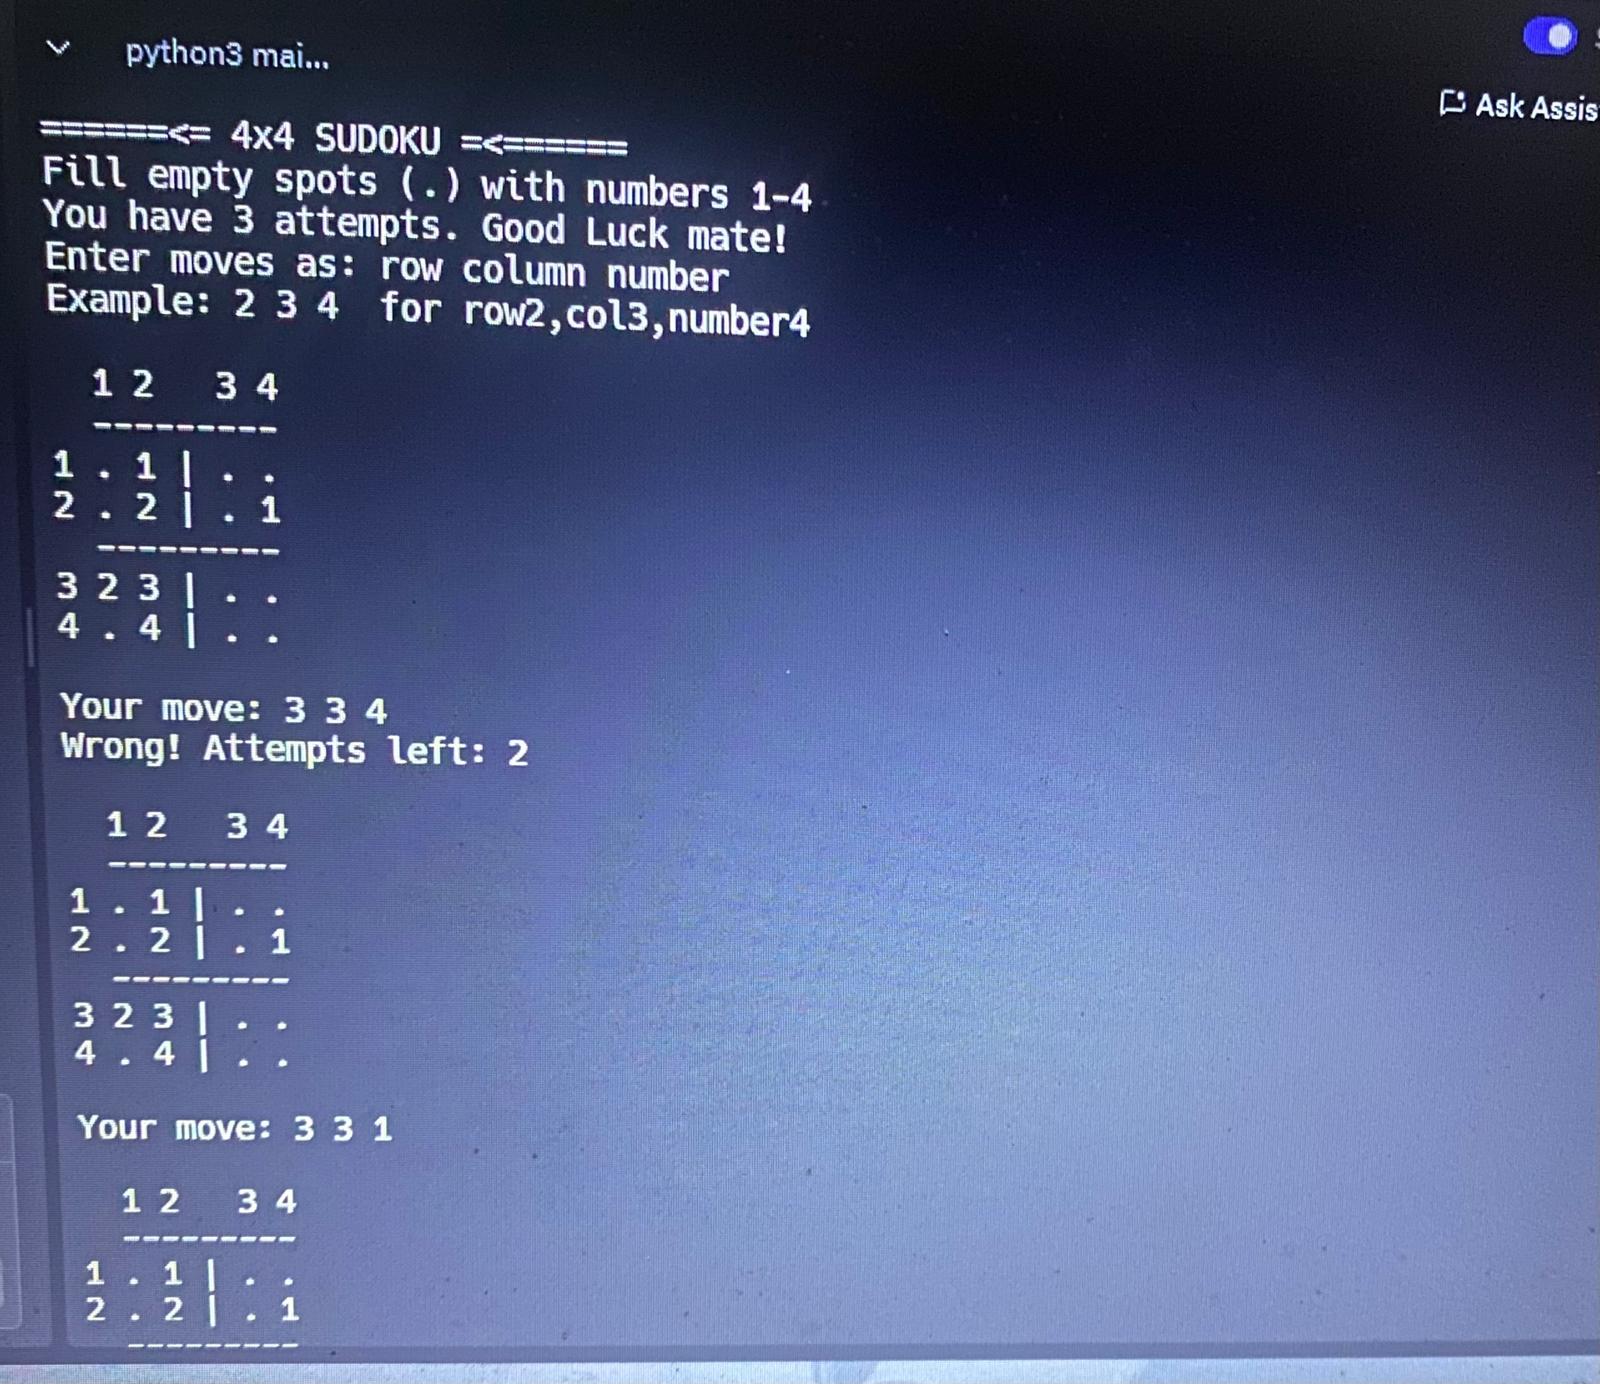 python3 mai...
Ask Assis
======<= 4x4 SUDOKU =<======
Fill empty spots (.) with numbers 1-4
You have 3 attempts. Good Luck mate!
Enter moves as: row column number
Example: 2 3 4  for row2,col3,number4
1 2   3 4
---------
1 . 1 | . .
2 . 2 | . 1
---------
3 2 3 | . .
4 . 4 | . .
Your move: 3 3 4
Wrong! Attempts left: 2
1 2   3 4
---------
1 . 1 | . .
2 . 2 | . 1
---------
3 2 3 | . .
4 . 4 | . .
Your move: 3 3 1
1 2   3 4
---------
1 . 1 | . .
2 . 2 | . 1
---------